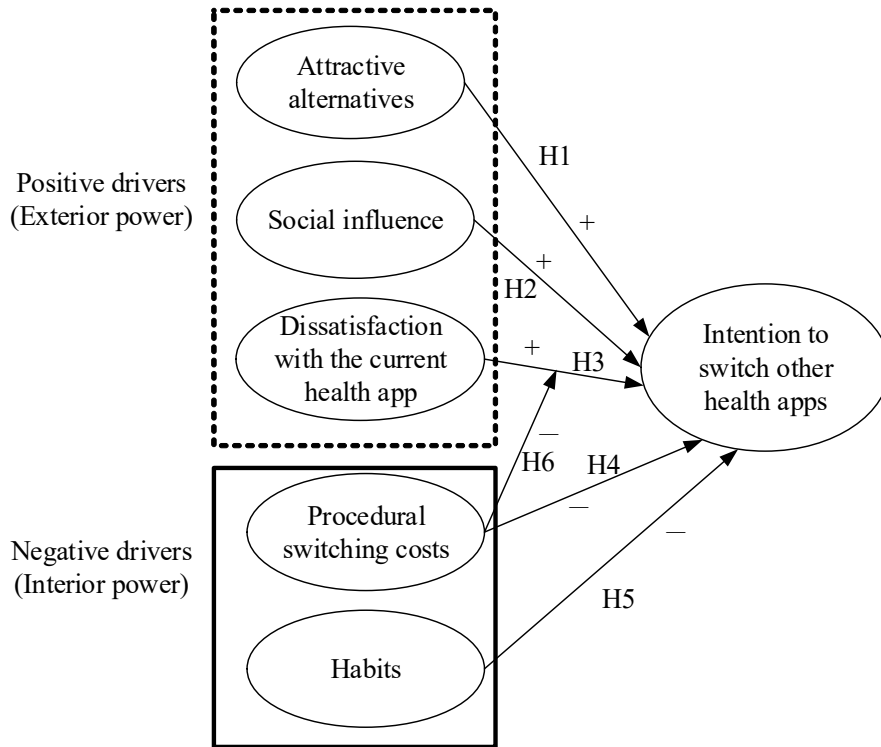 Attractive
alternatives
H1
+
Positive drivers
(Exterior power)
Social influence
+
H2
Dissatisfaction
with the current
health app
+
H3
Intention to
switch other
health apps
—
H6
H4
—
Procedural
switching costs
Negative drivers
(Interior power)
—
H5
Habits